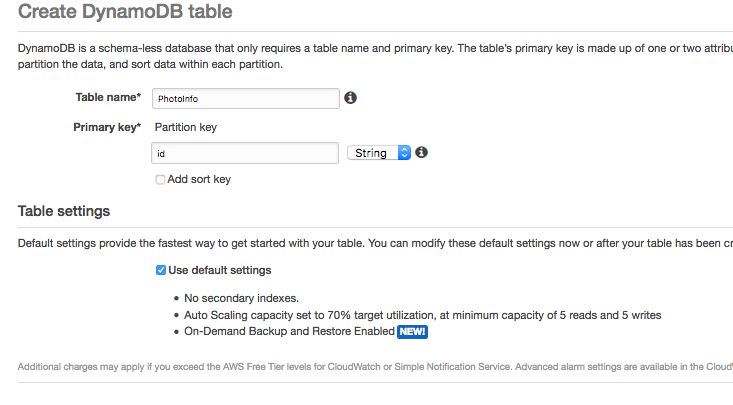 Create DynamoDB table
DynamoDB is a schema-less database that only requires a table name and primary key. The table's primary key is made up of one or two
partition the data, and sort data within each partition.
Table name* PhotoInfo
Primary key* Partition key
id String
Add sort key
Table settings
Default settings provide the fastest way to get started with your table. You can modify these default settings now or after your table has been
Use default settings
• No secondary indexes.
• Auto Scaling capacity set to 70% target utilization, at minimum capacity of 5 reads and 5 writes
• On-Demand Backup and Restore Enabled NEW!
Additional charges may apply if you exceed the AWS Free Tier levels for CloudWatch or Simple Notification Service. Advanced alarm settings are available in the